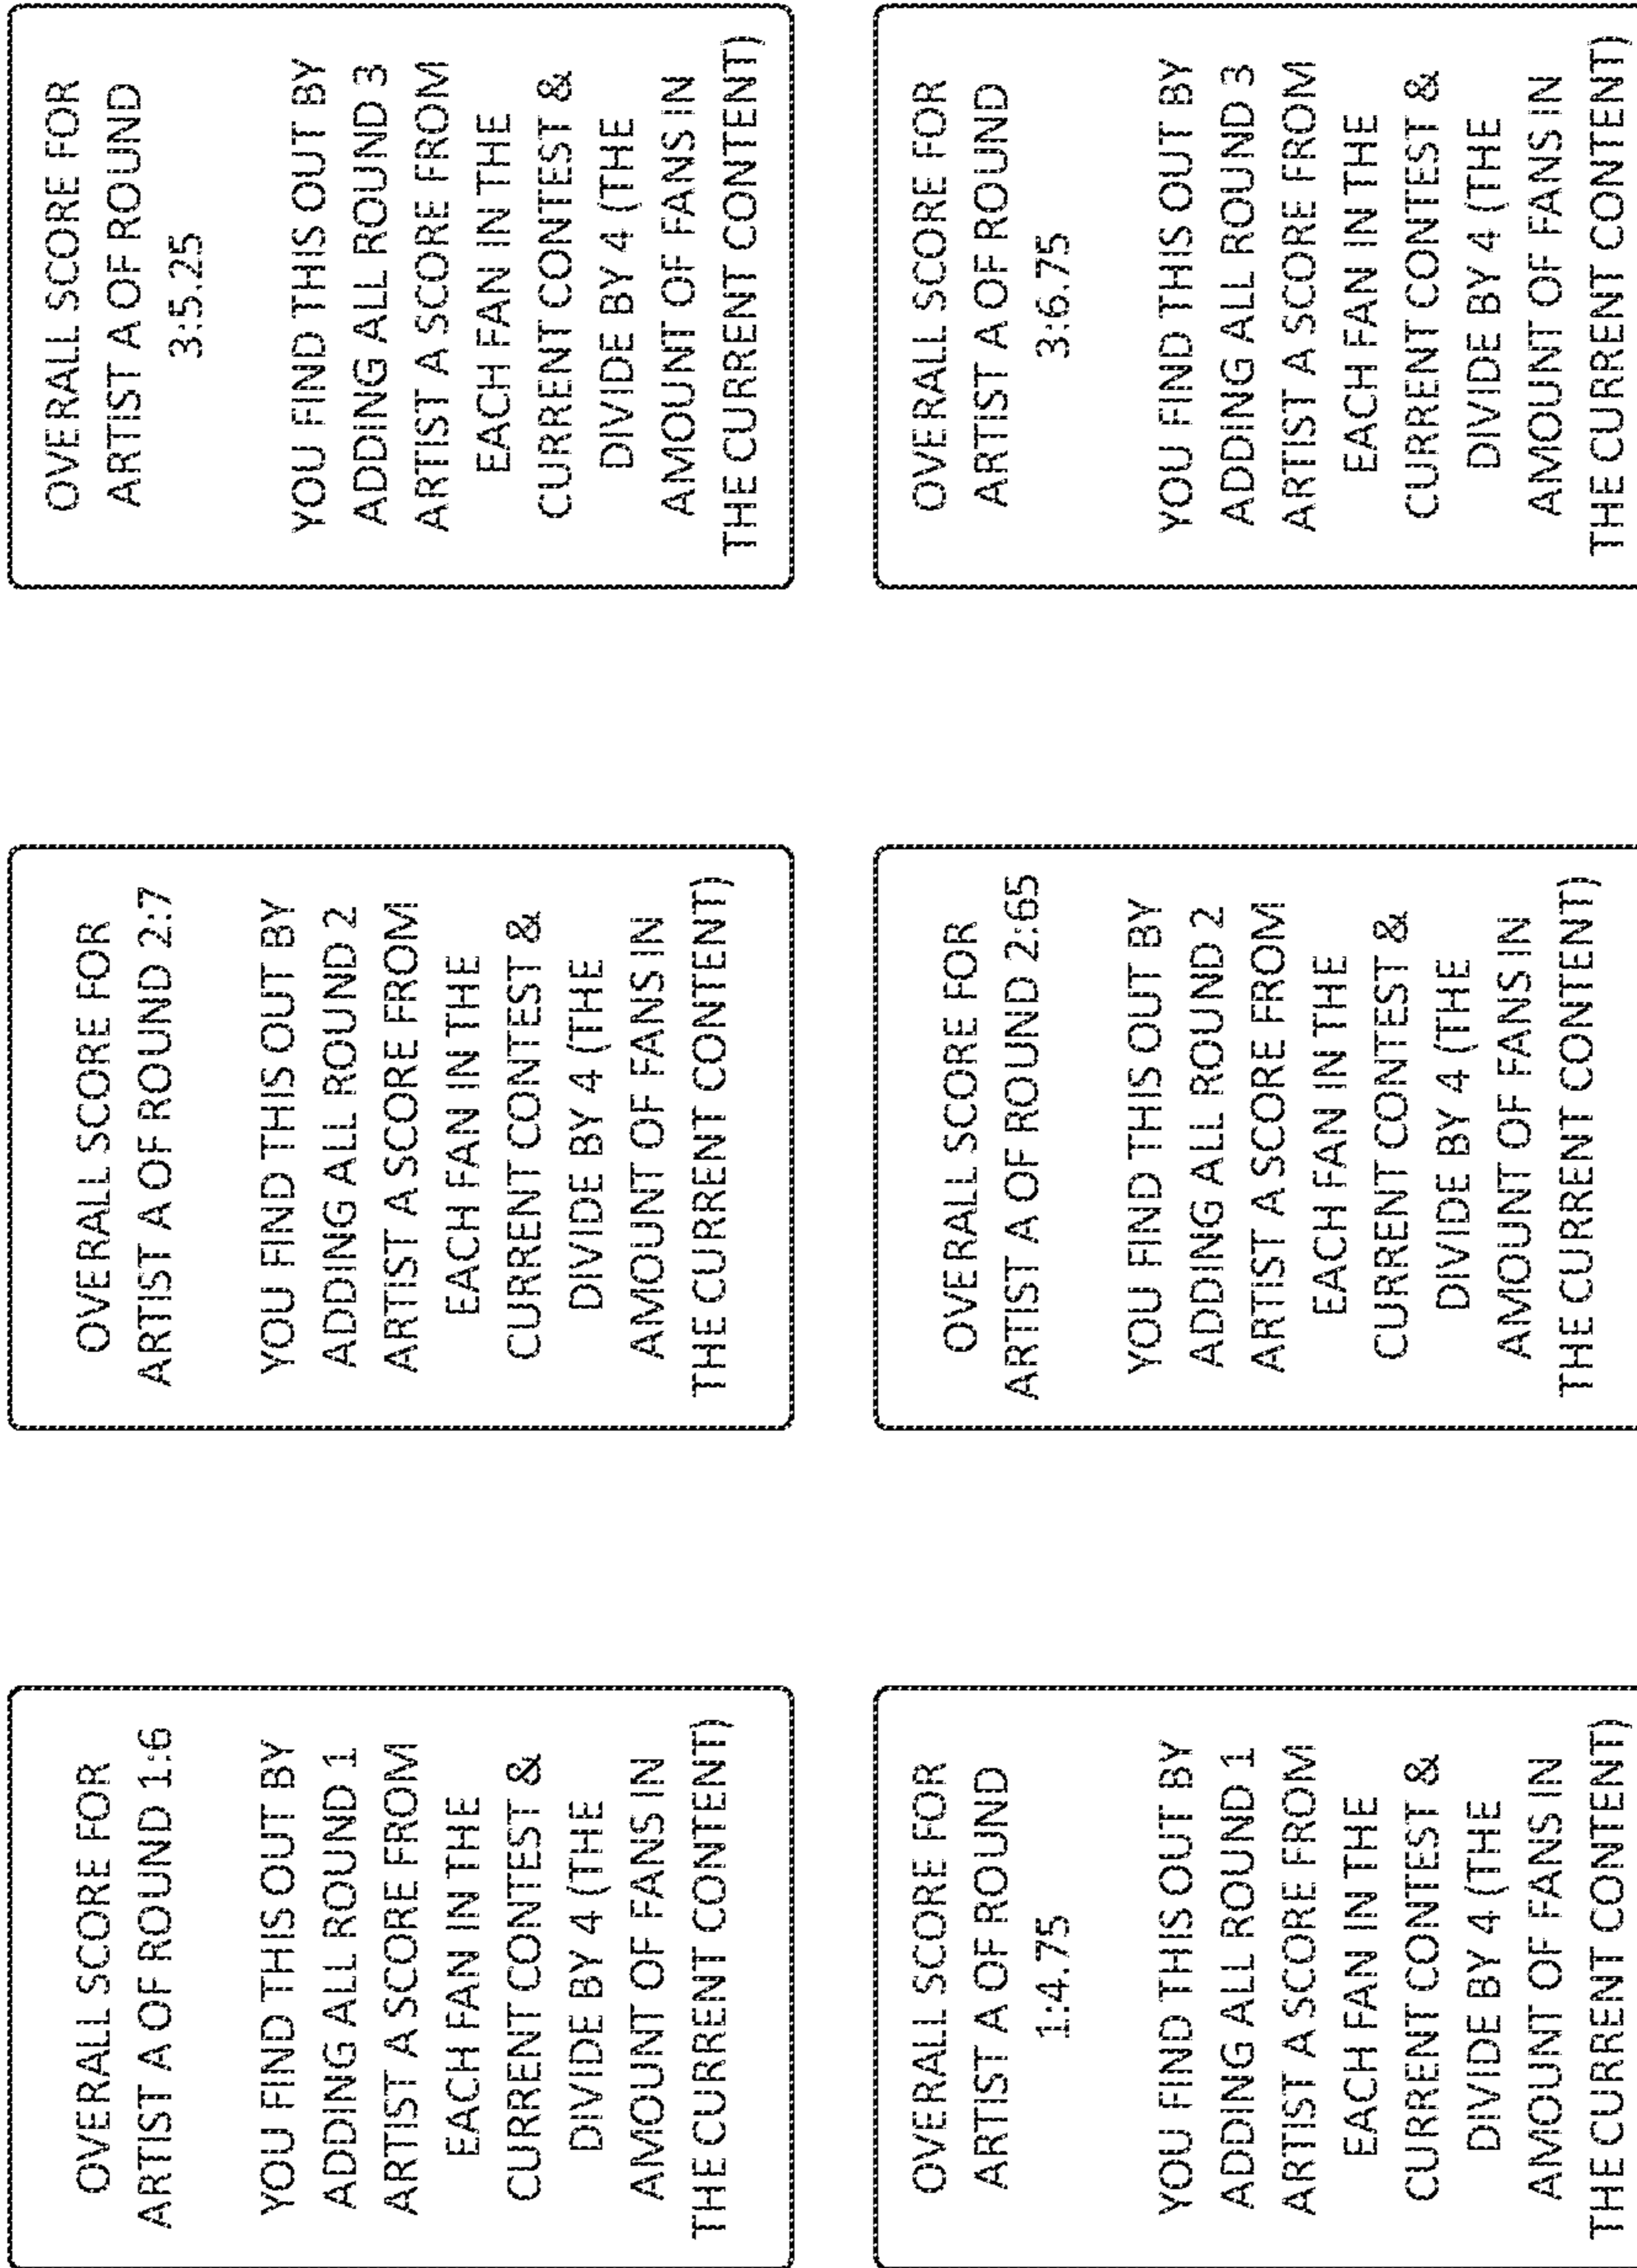 OVERALL SCORE FOR
ARTIST A OF ROUND 1:6
YOU FIND THIS OUT BY
ADDING ALL ROUND 1
ARTIST A SCORE FROM
EACH FAN IN THE
CURRENT CONTEST &
DIVIDE BY 4 (THE
AMOUNT OF FANS IN
THE CURRENT CONTENT)
OVERALL SCORE FOR
ARTIST A OF ROUND 2:7
YOU FIND THIS OUT BY
ADDING ALL ROUND 2
ARTIST A SCORE FROM
EACH FAN IN THE
CURRENT CONTEST &
DIVIDE BY 4 (THE
AMOUNT OF FANS IN
THE CURRENT CONTENT)
OVERALL SCORE FOR
ARTIST A OF ROUND
3:5.25
YOU FIND THIS OUT BY
ADDING ALL ROUND 3
ARTIST A SCORE FROM
EACH FAN IN THE
CURRENT CONTEST &
DIVIDE BY 4 (THE
AMOUNT OF FANS IN
THE CURRENT CONTENT)
OVERALL SCORE FOR
ARTIST A OF ROUND
1:4.75
YOU FIND THIS OUT BY
ADDING ALL ROUND 1
ARTIST A SCORE FROM
EACH FAN IN THE
CURRENT CONTEST &
DIVIDE BY 4 (THE
AMOUNT OF FANS IN
THE CURRENT CONTENT)
OVERALL SCORE FOR
ARTIST A OF ROUND 2:65
YOU FIND THIS OUT BY
ADDING ALL ROUND 2
ARTIST A SCORE FROM
EACH FAN IN THE
CURRENT CONTEST &
DIVIDE BY 4 (THE
AMOUNT OF FANS IN
THE CURRENT CONTENT)
OVERALL SCORE FOR
ARTIST A OF ROUND
3:6.75
YOU FIND THIS OUT BY
ADDING ALL ROUND 3
ARTIST A SCORE FROM
EACH FAN IN THE
CURRENT CONTEST &
DIVIDE BY 4 (THE
AMOUNT OF FANS IN
THE CURRENT CONTENT)